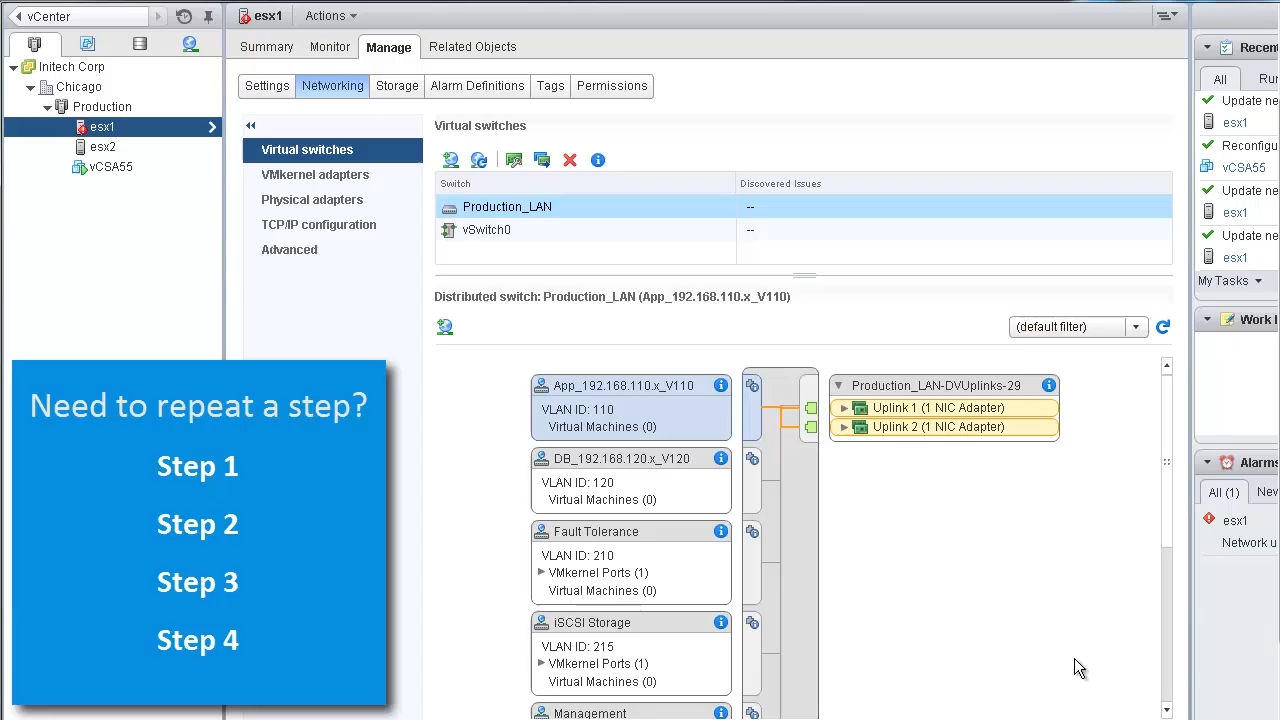 vCenter
Initech Corp
Chicago
Production
esx1
esx2
vCSA55
Need to repeat a step?
Step 1
Step 2
Step 3
Step 4
esx1 Actions
Summary Monitor Manage Related Objects
Settings Networking Storage Alarm Definitions Tags Permissions
Virtual switches
VMkernel adapters
Physical adapters
TCP/IP configuration
Advanced
Virtual switches
Switch Discovered Issues
Production_LAN --
vSwitch0 --
Distributed switch: Production_LAN (App_192.168.110.x_V110)
(default filter)
App_192.168.110.x_V110
VLAN ID: 110
Virtual Machines (0)
DB_192.168.120.x_V120
VLAN ID: 120
Virtual Machines (0)
Fault Tolerance
VLAN ID: 210
VMkernel Ports (1)
Virtual Machines (0)
iSCSI Storage
VLAN ID: 215
VMkernel Ports (1)
Virtual Machines (0)
Management
Production_LAN-DVUplinks-29
Uplink 1 (1 NIC Adapter)
Uplink 2 (1 NIC Adapter)
Recen
All Ru
Update ne
esx1
Reconfigu
vCSA55
Update ne
esx1
Update ne
esx1
My Tasks
Work I
Alarms
All (1) Nev
esx1
Network u